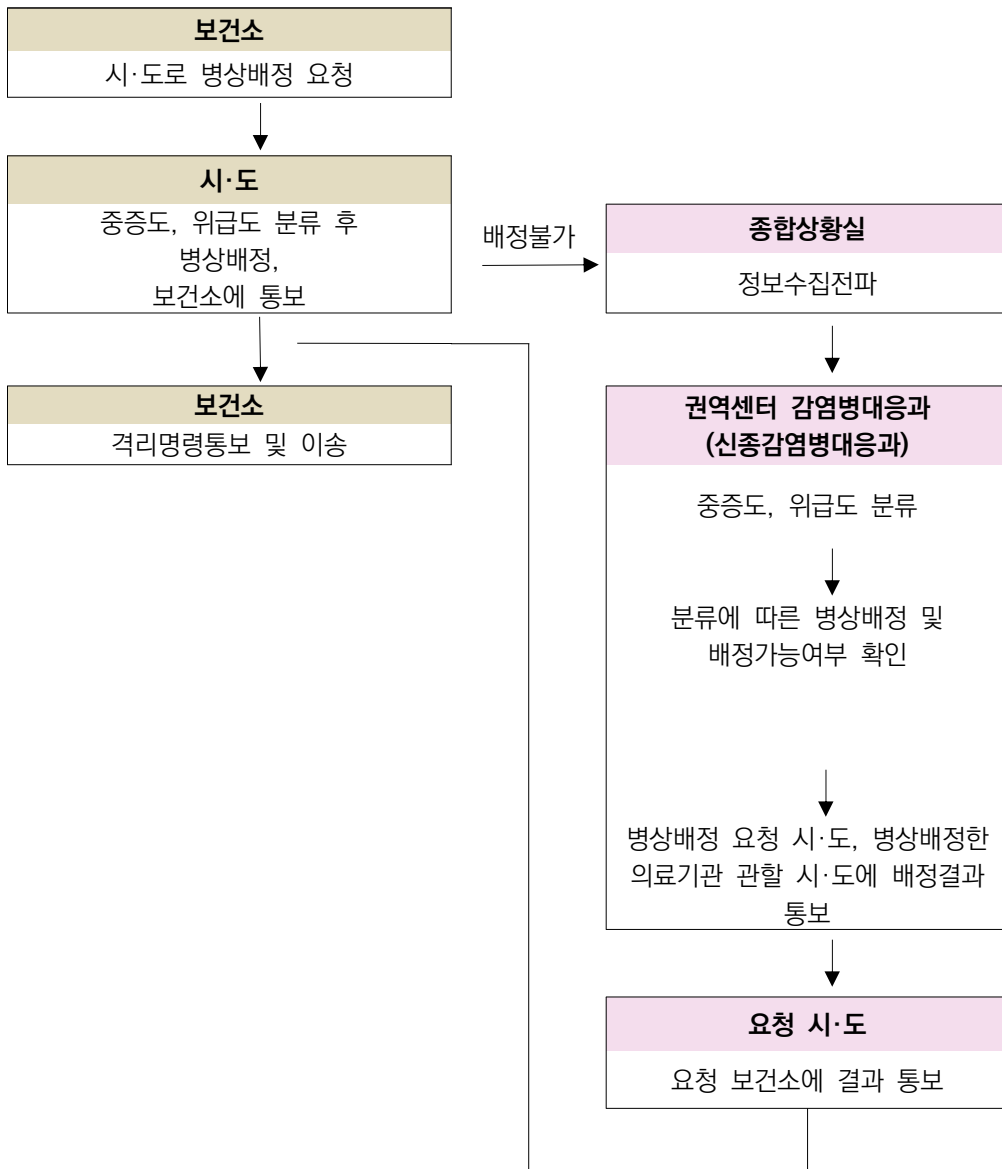 보건소
시·도로 병상배정 요청
시·도
중증도, 위급도 분류 후
병상배정,
보건소에 통보
배정불가
보건소
격리명령통보 및 이송
종합상황실
정보수집전파
권역센터 감염병대응과
(신종감염병대응과)
중증도, 위급도 분류
분류에 따른 병상배정 및
배정가능여부 확인
병상배정 요청 시·도, 병상배정한
의료기관 관할 시·도에 배정결과
통보
요청 시·도
요청 보건소에 결과 통보